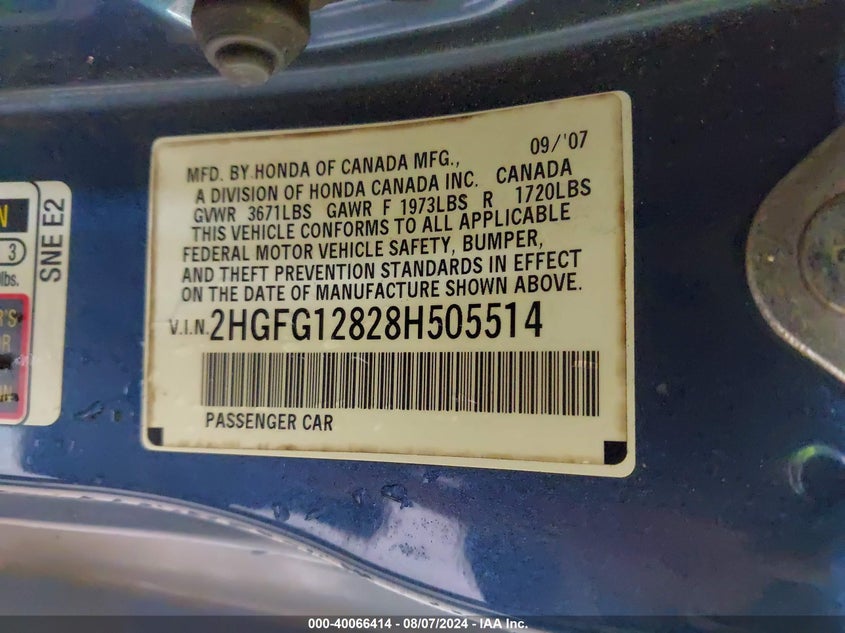 09/'07
MFD. BY HONDA OF CANADA MFG.,
A DIVISION OF HONDA CANADA INC. CANADA
GVWR 3671LBS GAWR F 1973LBS R 1720LBS
THIS VEHICLE CONFORMS TO ALL APPLICABLE
FEDERAL MOTOR VEHICLE SAFETY, BUMPER,
AND THEFT PREVENTION STANDARDS IN EFFECT
ON THE DATE OF MANUFACTURE SHOWN ABOVE.
V.I.N. 2HGFG12828H505514
PASSENGER CAR
SNE E2
3
lbs.
000-40066414 - 08/07/2024 - IAA Inc.